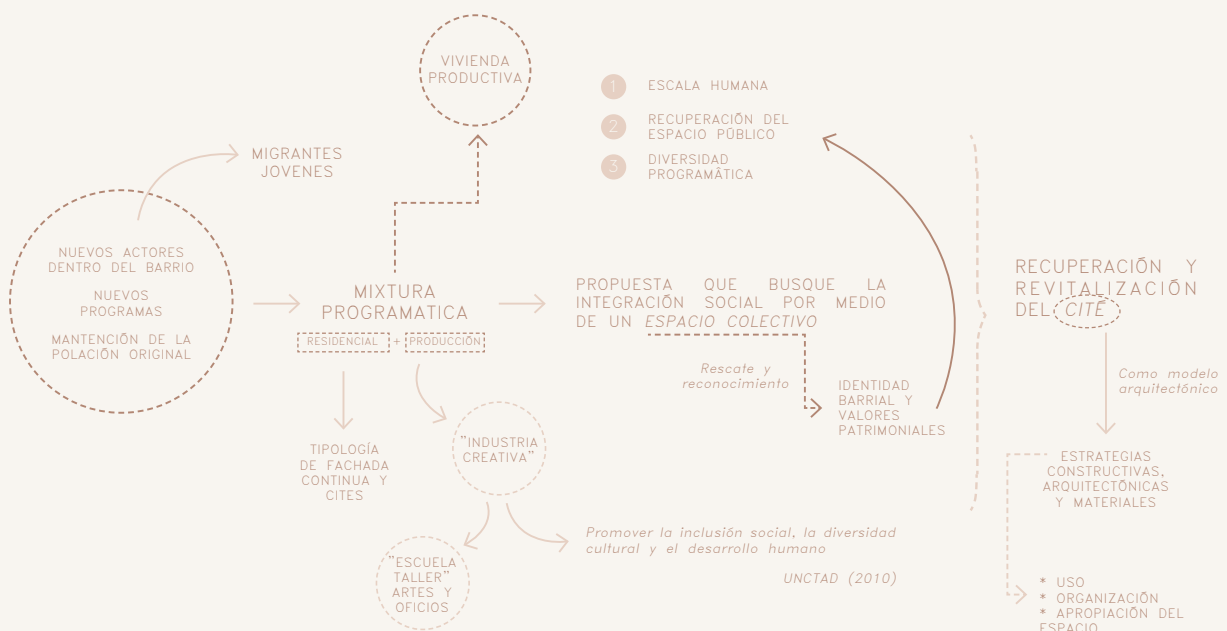 VIVIENDA
PRODUCTIVA
1 ESCALA HUMANA
2 RECUPERACIÓN DEL
ESPACIO PÚBLICO
3 DIVERSIDAD
PROGRAMÂTICA
MIGRANTES
JOVENES
NUEVOS ACTORES
DENTRO DEL BARRIO
NUEVOS
PROGRAMAS
MANTENCIÓN DE LA
POLACIÓN ORIGINAL
MIXTURA
PROGRAMATICA
RESIDENCIAL + PRODUCCIÓN
PROPUESTA QUE BUSQUE LA
INTEGRACIÓN SOCIAL POR MEDIO
DE UN ESPACIO COLECTIVO
Rescate y
reconocimiento
IDENTIDAD
BARRIAL Y
VALORES
PATRIMONIALES
TIPOLOGÍA
DE FACHADA
CONTINUA Y
CITES
"INDUSTRIA
CREATIVA"
"ESCUELA
TALLER"
ARTES Y
OFICIOS
Promover la inclusión social, la diversidad
cultural y el desarrollo humano
UNCTAD (2010)
RECUPERACIÓN Y
REVITALIZACIÓN
DEL CITÉ
Como modelo
arquitectónico
ESTRATEGIAS
CONSTRUCTIVAS,
ARQUITECTÓNICAS
Y MATERIALES
* USO
* ORGANIZACIÓN
* APROPIACIÓN DEL
ESPACIO